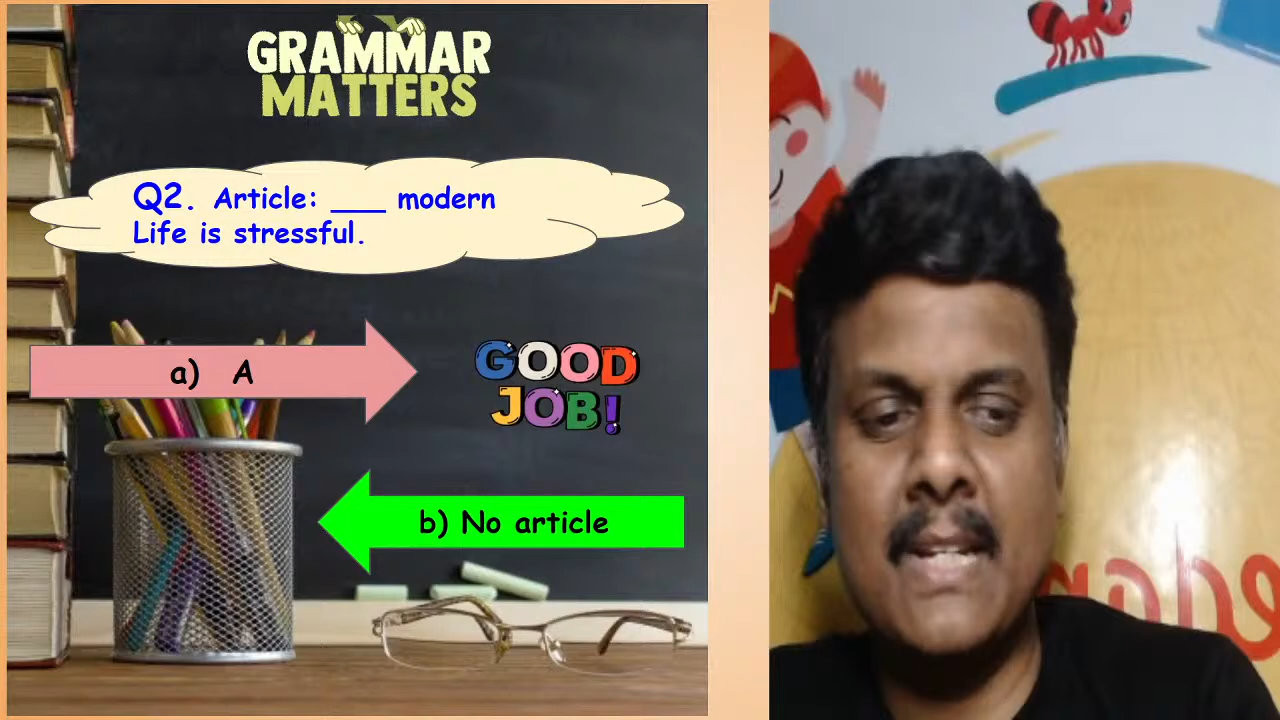 GRAMMAR
MATTERS
Q2. Article: ___ modern
Life is stressful.
a) A
GOOD
JOB!
b) No article